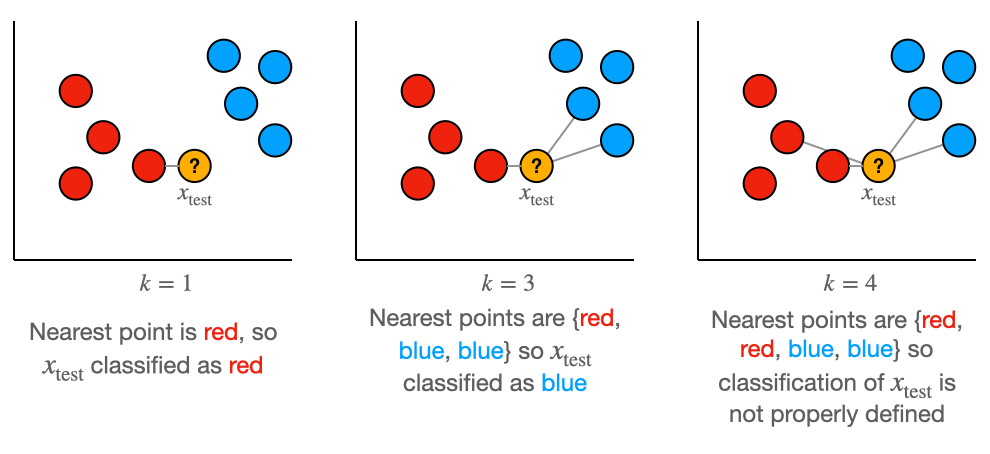 ?
x_test
k = 1
Nearest point is red, so
x_test classified as red
?
x_test
k = 3
Nearest points are {red,
blue, blue} so x_test
classified as blue
?
x_test
k = 4
Nearest points are {red,
red, blue, blue} so
classification of x_test is
not properly defined